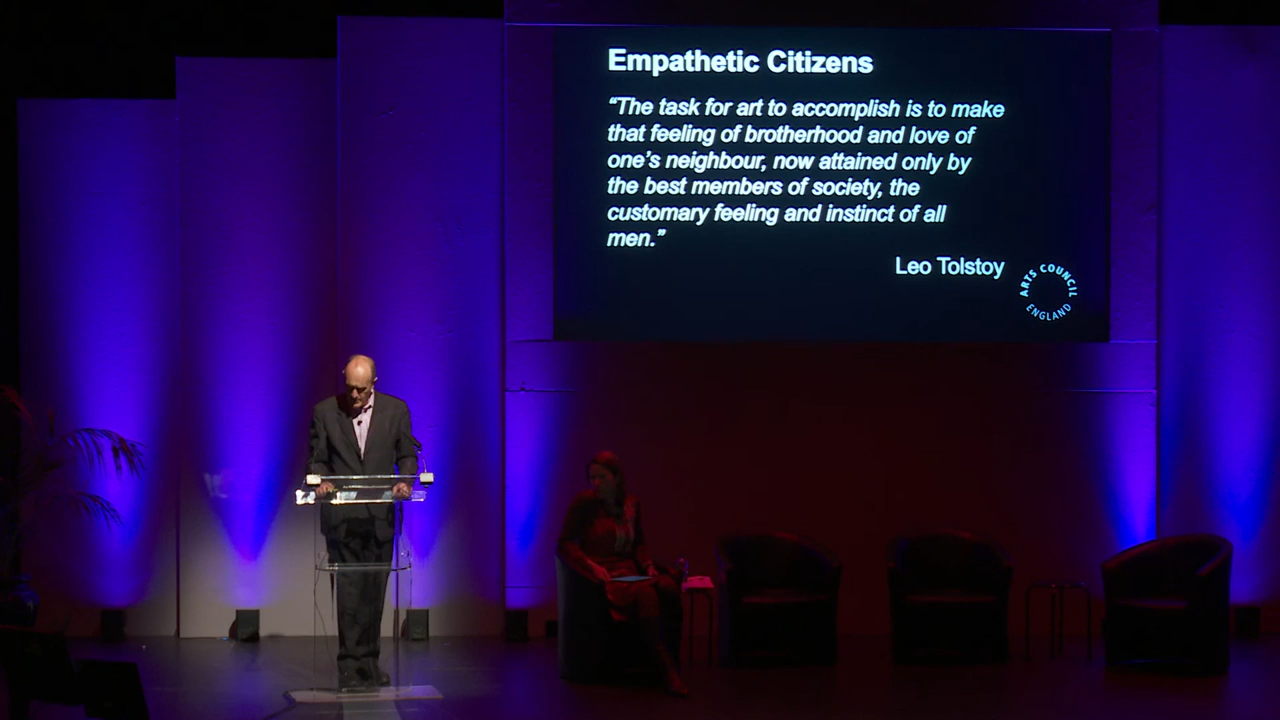 Empathetic Citizens
“The task for art to accomplish is to make
that feeling of brotherhood and love of
one’s neighbour, now attained only by
the best members of society, the
customary feeling and instinct of all
men.”
Leo Tolstoy
ARTS COUNCIL
ENGLAND